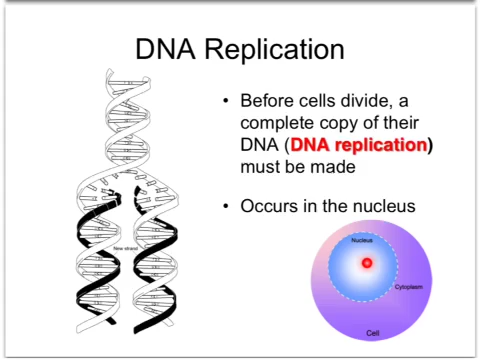 DNA Replication
• Before cells divide, a
complete copy of their
DNA (DNA replication)
must be made
• Occurs in the nucleus
New strand
Nucleus
Cytoplasm
Cell